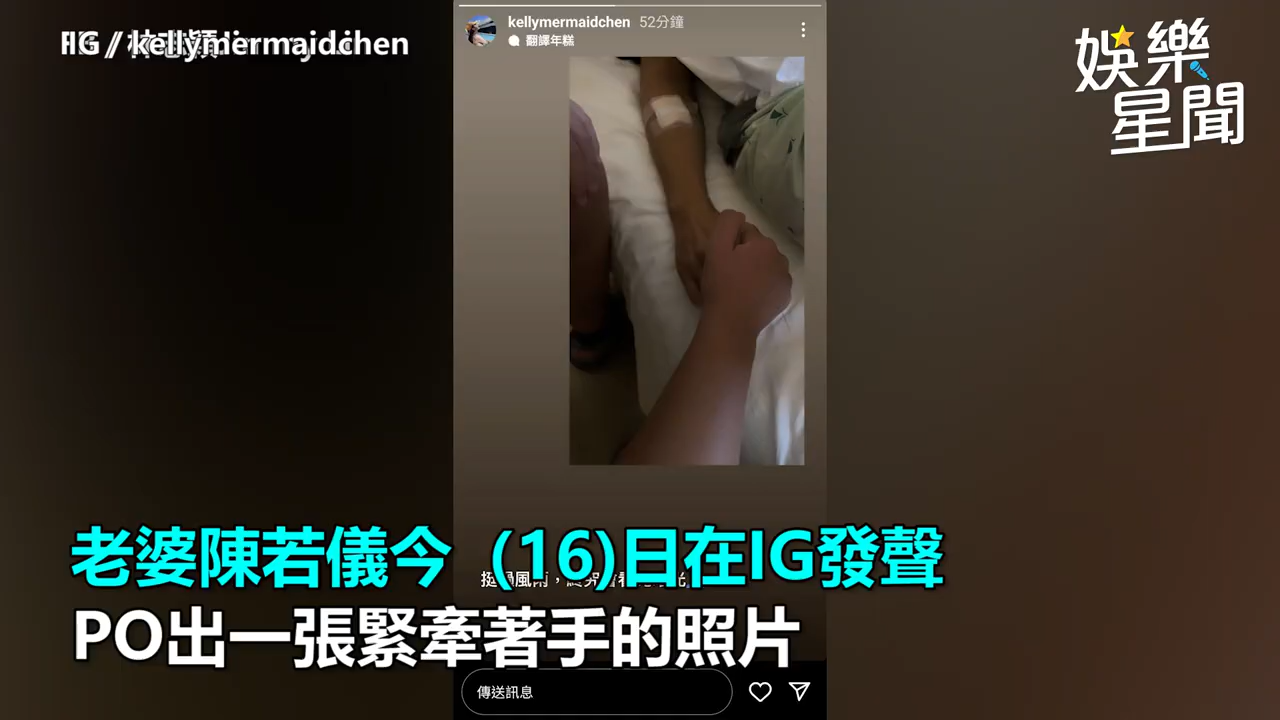 IG / kellymermaidchen
kellymermaidchen 52分鐘
翻譯年糕
娛樂
星聞
老婆陳若儀今 (16)日在IG發聲
PO出一張緊牽著手的照片
傳送訊息